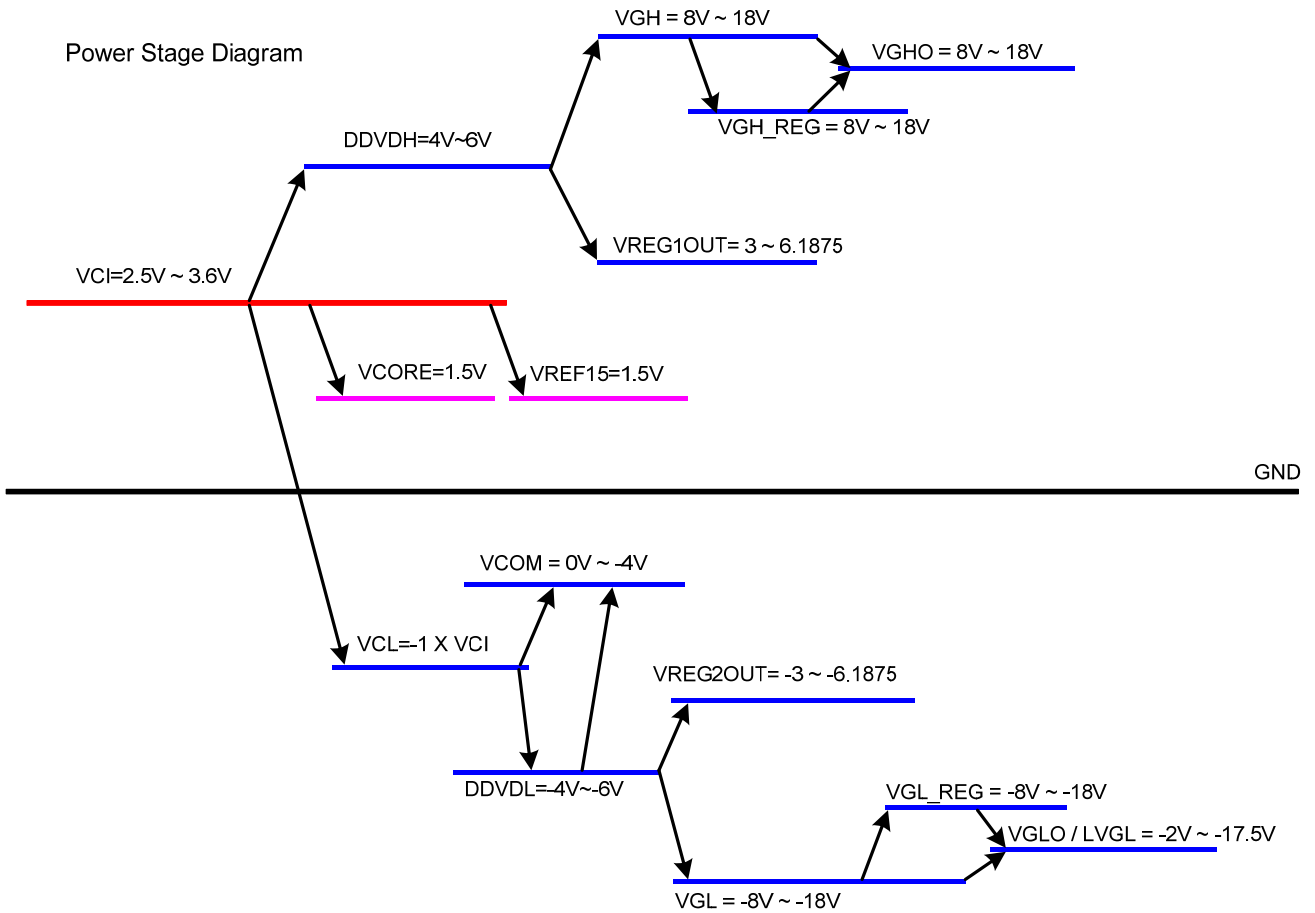 Power Stage Diagram
VGH = 8V ~ 18V
VGHO = 8V ~ 18V
VGH_REG = 8V ~ 18V
DDVDH=4V~6V
VREG1OUT= 3 ~ 6.1875
VCI=2.5V ~ 3.6V
VCORE=1.5V
VREF15=1.5V
GND
VCOM = 0V ~ -4V
VCL=-1 X VCI
VREG2OUT= -3 ~ -6.1875
DDVDL=-4V~-6V
VGL_REG = -8V ~ -18V
VGLO / LVGL = -2V ~ -17.5V
VGL = -8V ~ -18V